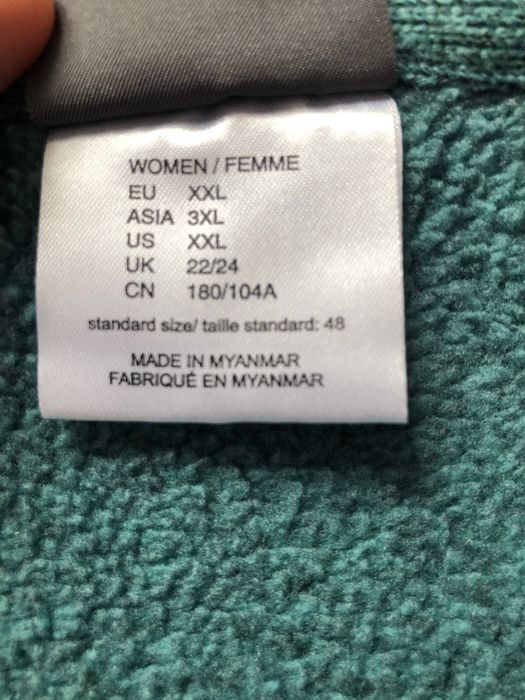 WOMEN / FEMME
EU XXL
ASIA 3XL
US XXL
UK 22/24
CN 180/104A
standard size/ taille standard: 48
MADE IN MYANMAR
FABRIQUÉ EN MYANMAR